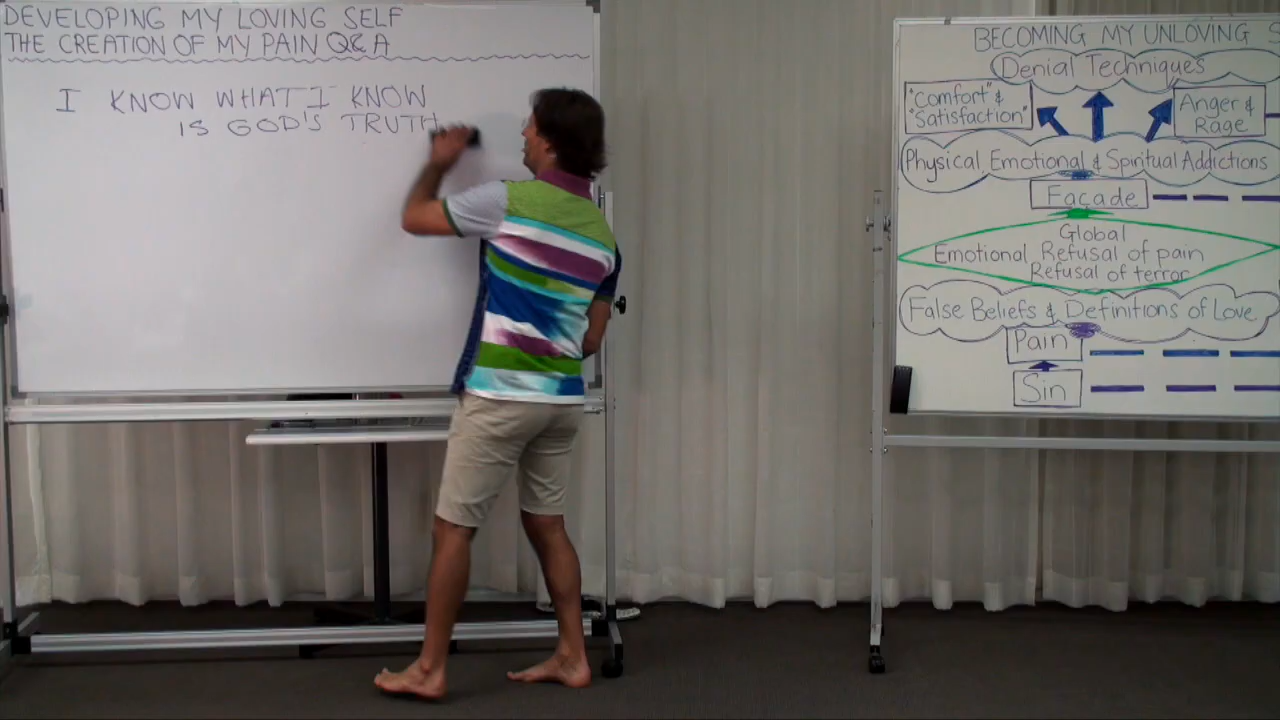 DEVELOPING MY LOVING SELF
THE CREATION OF MY PAIN Q&A
I KNOW WHAT I KNOW
IS GOD'S TRUTH
BECOMING MY UNLOVING S
Denial Techniques
"Comfort" &
"Satisfaction"
Anger &
Rage
Physical, Emotional & Spiritual Addictions
Façade
Global
Emotional Refusal of pain
Refusal of terror
False Beliefs & Definitions of Love
Pain
Sin